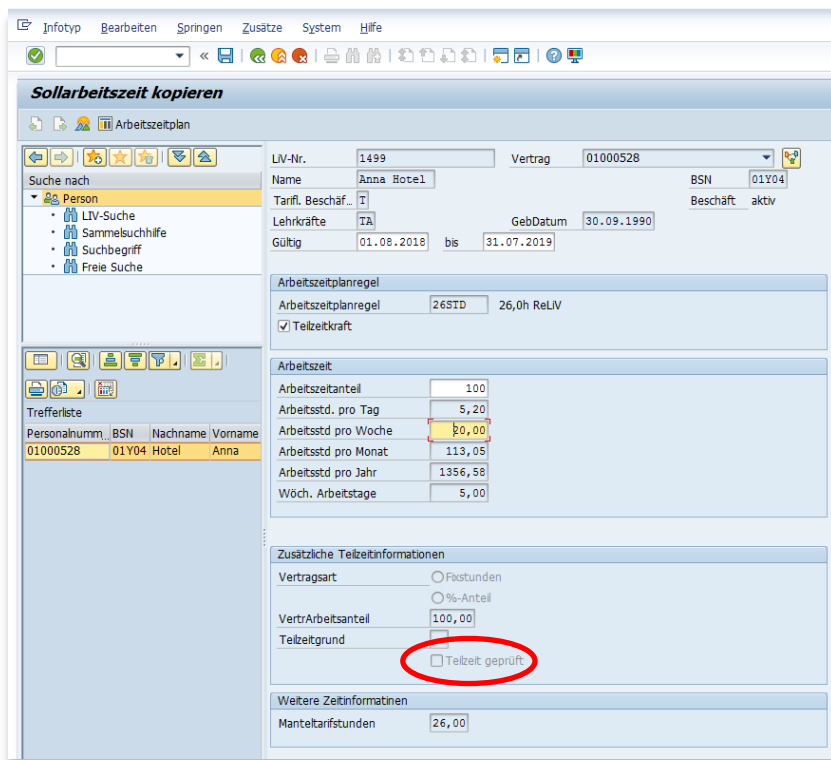 Infotyp Bearbeiten Springen Zusätze System Hilfe
Sollarbeitszeit kopieren
Arbeitszeitplan
Suche nach
Person
LIV-Suche
Sammelsuchhilfe
Suchbegriff
Freie Suche
Trefferliste
Personalnumm.. BSN Nachname Vorname
01000528 01Y04 Hotel Anna
LiV-Nr. 1499 Vertrag 01000528
Name Anna Hotel BSN 01Y04
Tarifl. Beschäf... T Beschäft aktiv
Lehrkräfte TA GebDatum 30.09.1990
Gültig 01.08.2018 bis 31.07.2019
Arbeitszeitplanregel
Arbeitszeitplanregel 26STD 26,0h ReLiV
Teilzeitkraft
Arbeitszeit
Arbeitszeitanteil 100
Arbeitsstd. pro Tag 5,20
Arbeitsstd pro Woche 20,00
Arbeitsstd pro Monat 113,05
Arbeitsstd pro Jahr 1356,58
Wöch. Arbeitstage 5,00
Zusätzliche Teilzeitinformationen
Vertragsart Fixstunden
%-Anteil
VertrArbeitsanteil 100,00
Teilzeitgrund
Teilzeit geprüft
Weitere Zeitinformatinen
Manteltarifstunden 26,00